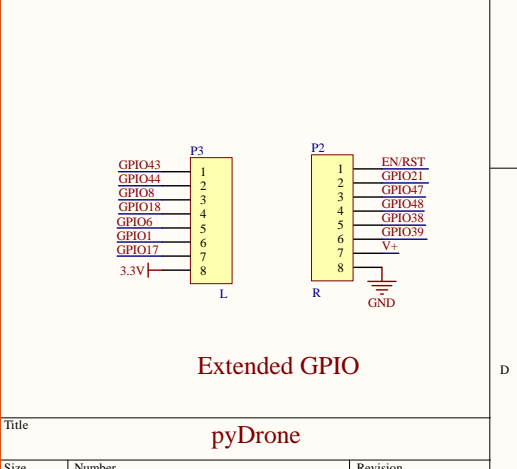 P3
GPIO43 1
GPIO44 2
GPIO8 3
GPIO18 4
GPIO6 5
GPIO1 6
GPIO17 7
3.3V 8
L
P2
1 EN/RST
2 GPIO21
3 GPIO47
4 GPIO48
5 GPIO38
6 GPIO39
7 V+
8
GND
R
Extended GPIO
D
Title
pyDrone
Size Number Revision